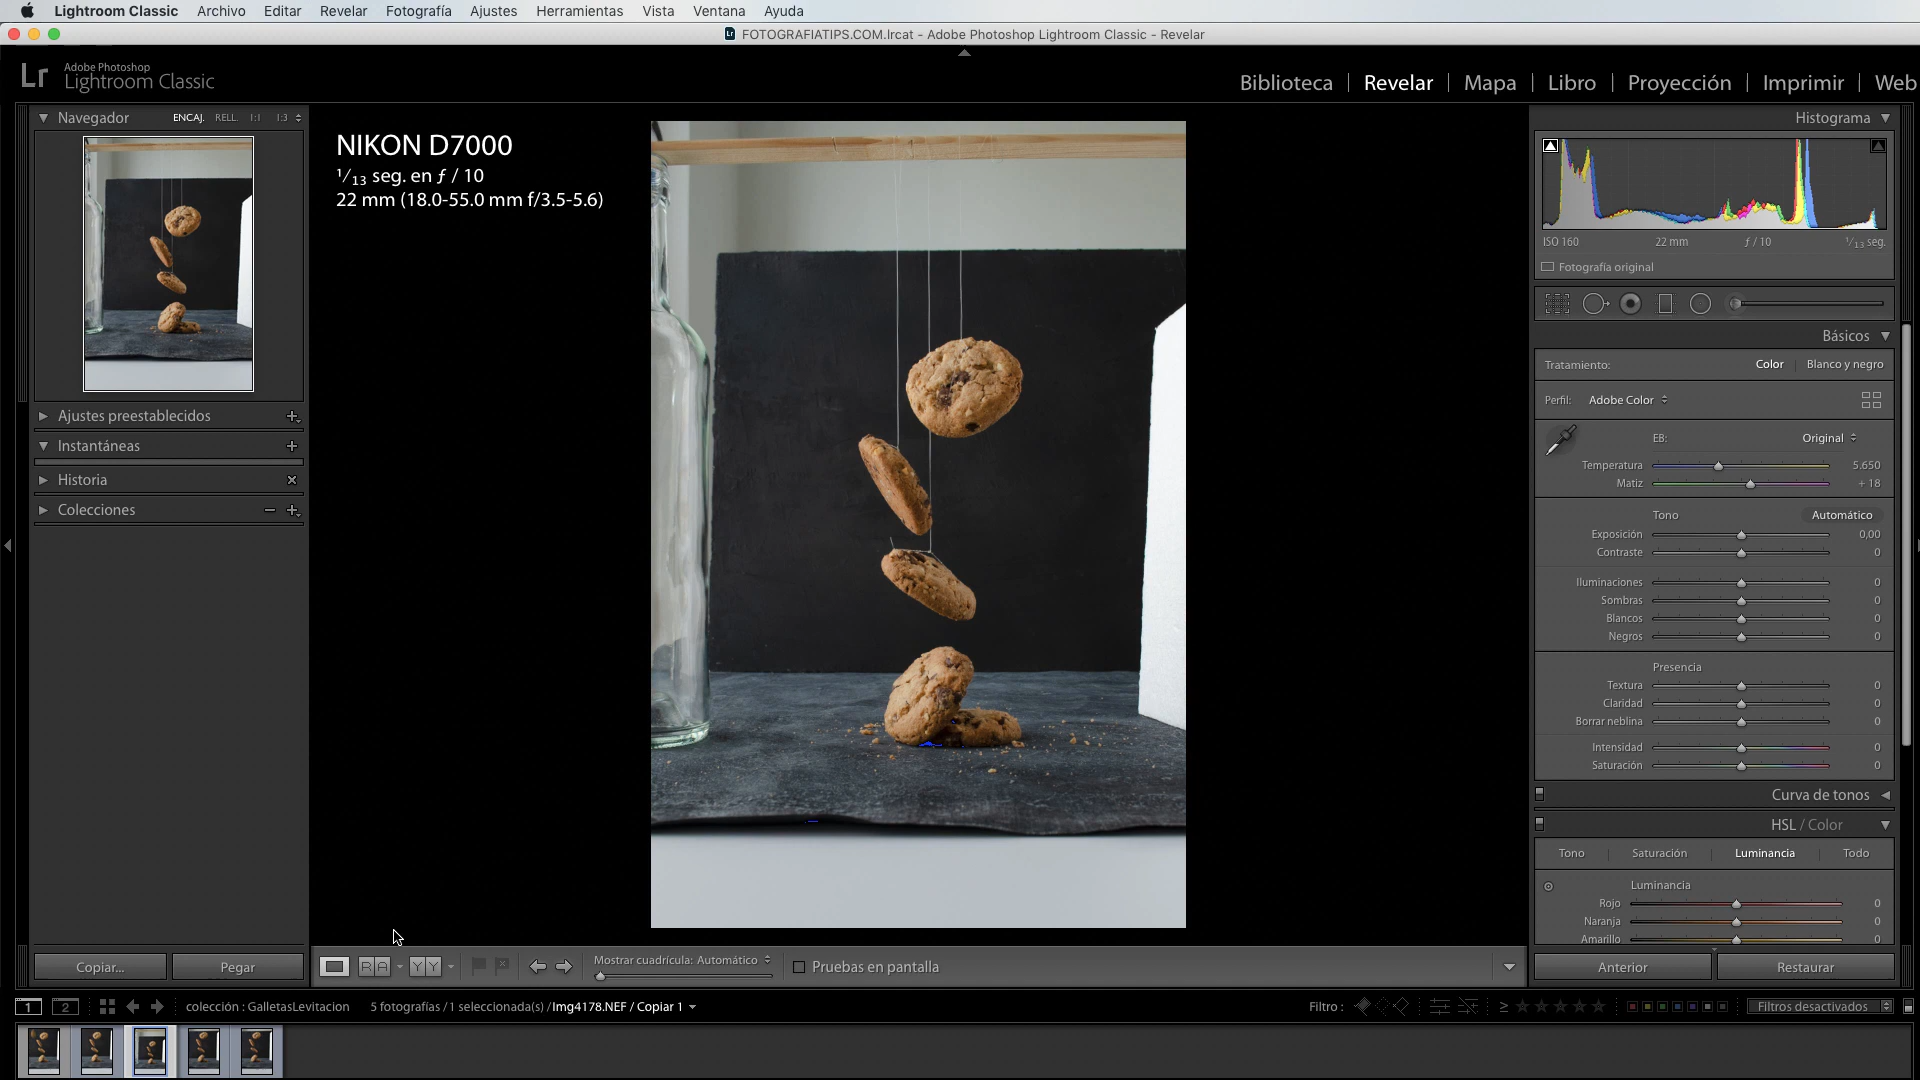 Lightroom Classic Archivo Editar Revelar Fotografía Ajustes Herramientas Vista Ventana Ayuda
Lr FOTOGRAFIATIPS.COM.lrcat - Adobe Photoshop Lightroom Classic - Revelar
Lr Adobe Photoshop
Lightroom Classic
Biblioteca | Revelar | Mapa | Libro | Proyección | Imprimir | Web
Navegador ENCAJ. RELL. 1:1 1:3
Ajustes preestablecidos
Instantáneas
Historia
Colecciones
Copiar... Pegar
NIKON D7000
1/13 seg. en ƒ / 10
22 mm (18.0-55.0 mm f/3.5-5.6)
R A Y Y Mostrar cuadrícula: Automático Pruebas en pantalla
Histograma
ISO 160 22 mm ƒ / 10 1/13 seg.
Fotografía original
Básicos
Tratamiento: Color | Blanco y negro
Perfil: Adobe Color
EB: Original
Temperatura 5.650
Matiz + 18
Tono Automático
Exposición 0,00
Contraste 0
Iluminaciones 0
Sombras 0
Blancos 0
Negros 0
Presencia
Textura 0
Claridad 0
Borrar neblina 0
Intensidad 0
Saturación 0
Curva de tonos
HSL / Color
Tono | Saturación | Luminancia | Todo
Luminancia
Rojo 0
Naranja 0
Amarillo 0
Anterior Restaurar
1 2 colección : GalletasLevitacion 5 fotografías / 1 seleccionada(s) / Img4178.NEF / Copiar 1 Filtro : ≥ Filtros desactivados